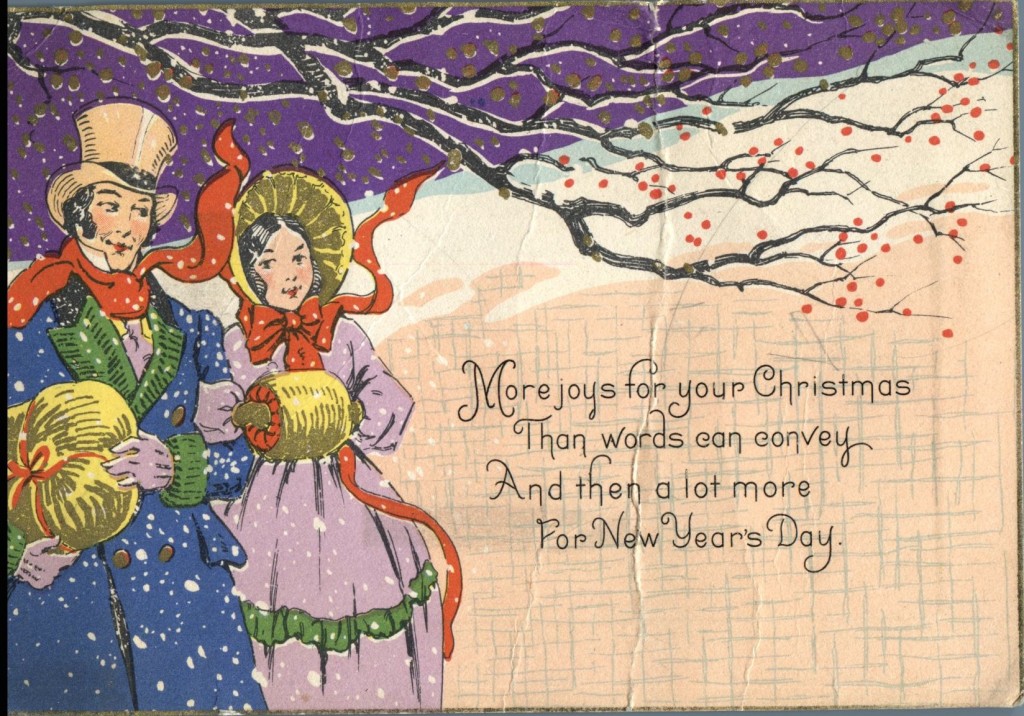 More joys for your Christmas
Than words can convey
And then a lot more
For New Year's Day.